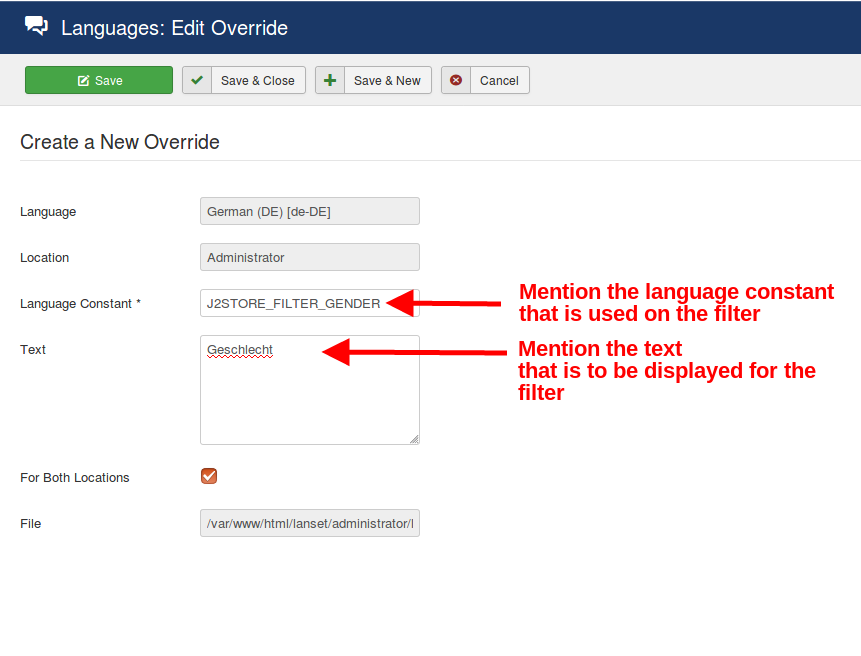 Languages: Edit Override
Save
Save & Close
Save & New
Cancel
Create a New Override
Language
German (DE) [de-DE]
Location
Administrator
Language Constant *
J2STORE_FILTER_GENDER
Mention the language constant
that is used on the filter
Text
Geschlecht
Mention the text
that is to be displayed for the
filter
For Both Locations
File
/var/www/html/lanset/administrator/l